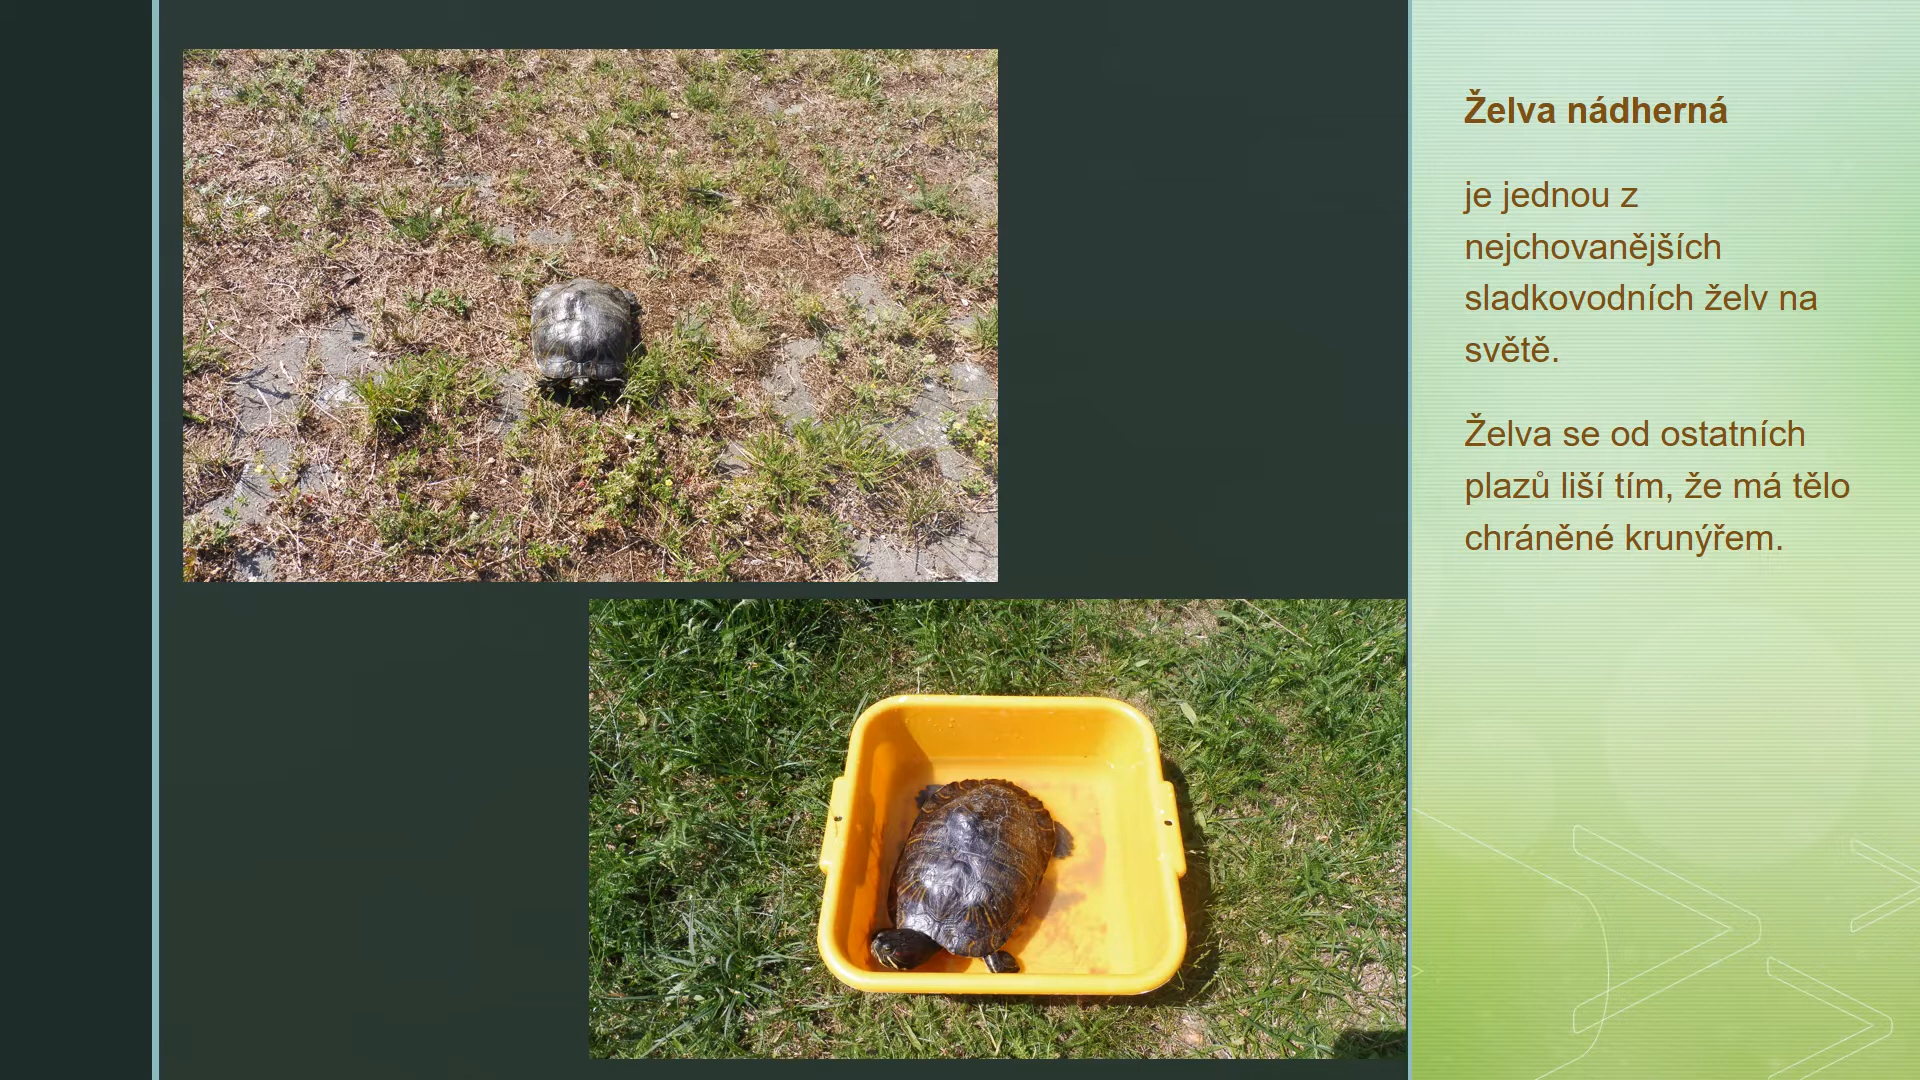 Želva nádherná
je jednou z
nejchovanějších
sladkovodních želv na
světě.
Želva se od ostatních
plazů liší tím, že má tělo
chráněné krunýřem.